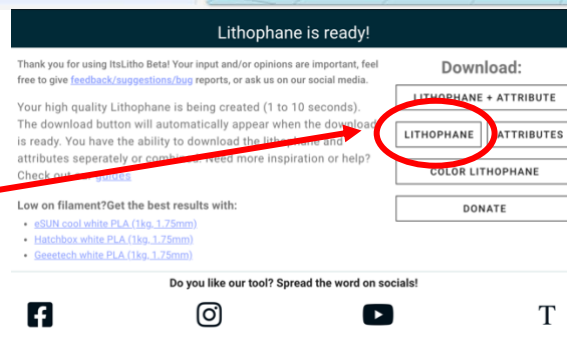 Lithophane is ready!
Thank you for using ItsLitho Beta! Your input and/or opinions are important, feel
free to give feedback/suggestions/bug reports, or ask us on our social media.
Your high quality Lithophane is being created (1 to 10 seconds).
The download button will automatically appear when the download
is ready. You have the ability to download the lithophane and
attributes seperately or combined. Need more inspiration or help?
Check out our guides
Low on filament?Get the best results with:
eSUN cool white PLA (1kg, 1.75mm)
Hatchbox white PLA (1kg, 1.75mm)
Geeetech white PLA (1kg, 1.75mm)
Download:
LITHOPHANE + ATTRIBUTE
LITHOPHANE
ATTRIBUTES
COLOR LITHOPHANE
DONATE
Do you like our tool? Spread the word on socials!
T